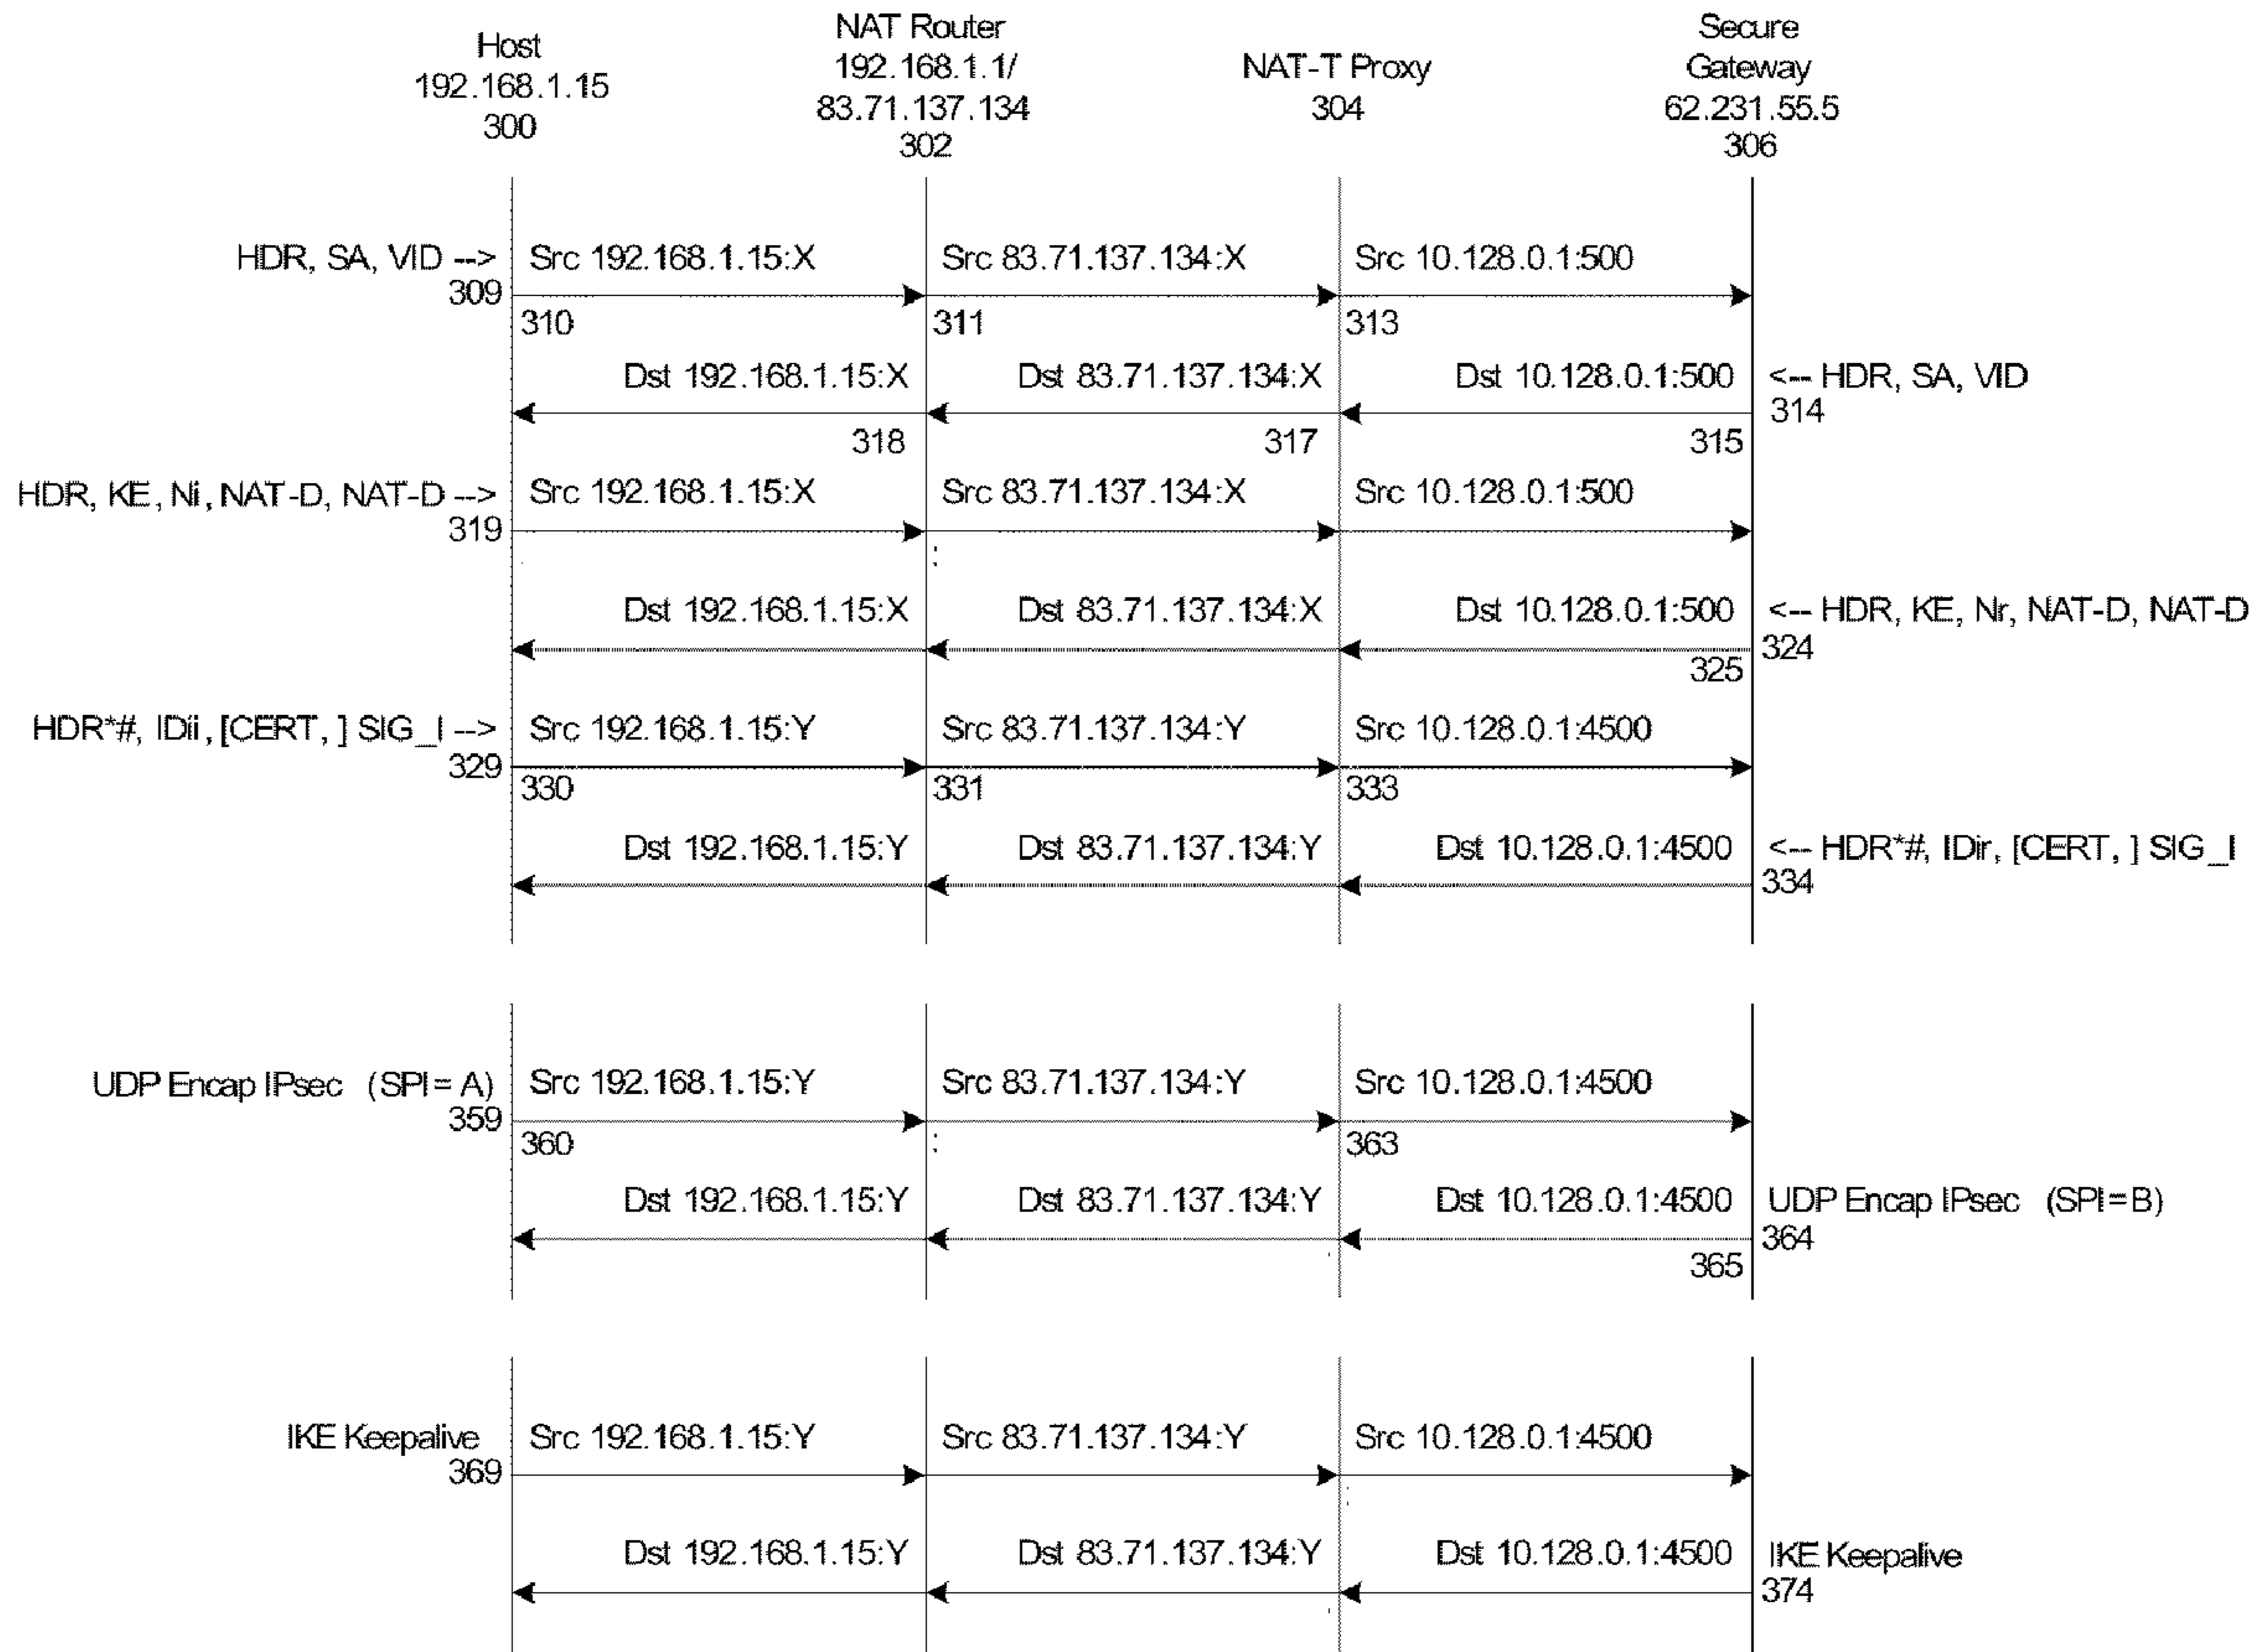 Host
192.168.1.15
300
NAT Router
192.168.1.1/
83.71.137.134
302
NAT-T Proxy
304
Secure
Gateway
62.231.55.5
306
HDR, SA, VID --> Src 192.168.1.15:X Src 83.71.137.134:X Src 10.128.0.1:500
309 310 311 313
Dst 192.168.1.15:X Dst 83.71.137.134:X Dst 10.128.0.1:500 <-- HDR, SA, VID
318 317 315 314
HDR, KE, Ni, NAT-D, NAT-D --> Src 192.168.1.15:X Src 83.71.137.134:X Src 10.128.0.1:500
319
Dst 192.168.1.15:X Dst 83.71.137.134:X Dst 10.128.0.1:500 <-- HDR, KE, Nr, NAT-D, NAT-D
325 324
HDR*#, IDii, [CERT, ] SIG_I --> Src 192.168.1.15:Y Src 83.71.137.134:Y Src 10.128.0.1:4500
329 330 331 333
Dst 192.168.1.15:Y Dst 83.71.137.134:Y Dst 10.128.0.1:4500 <-- HDR*#, IDir, [CERT, ] SIG_I
334
UDP Encap IPsec (SPI = A) Src 192.168.1.15:Y Src 83.71.137.134:Y Src 10.128.0.1:4500
359 360 363
Dst 192.168.1.15:Y Dst 83.71.137.134:Y Dst 10.128.0.1:4500 UDP Encap IPsec (SPI = B)
365 364
IKE Keepalive Src 192.168.1.15:Y Src 83.71.137.134:Y Src 10.128.0.1:4500
369
Dst 192.168.1.15:Y Dst 83.71.137.134:Y Dst 10.128.0.1:4500 IKE Keepalive
374